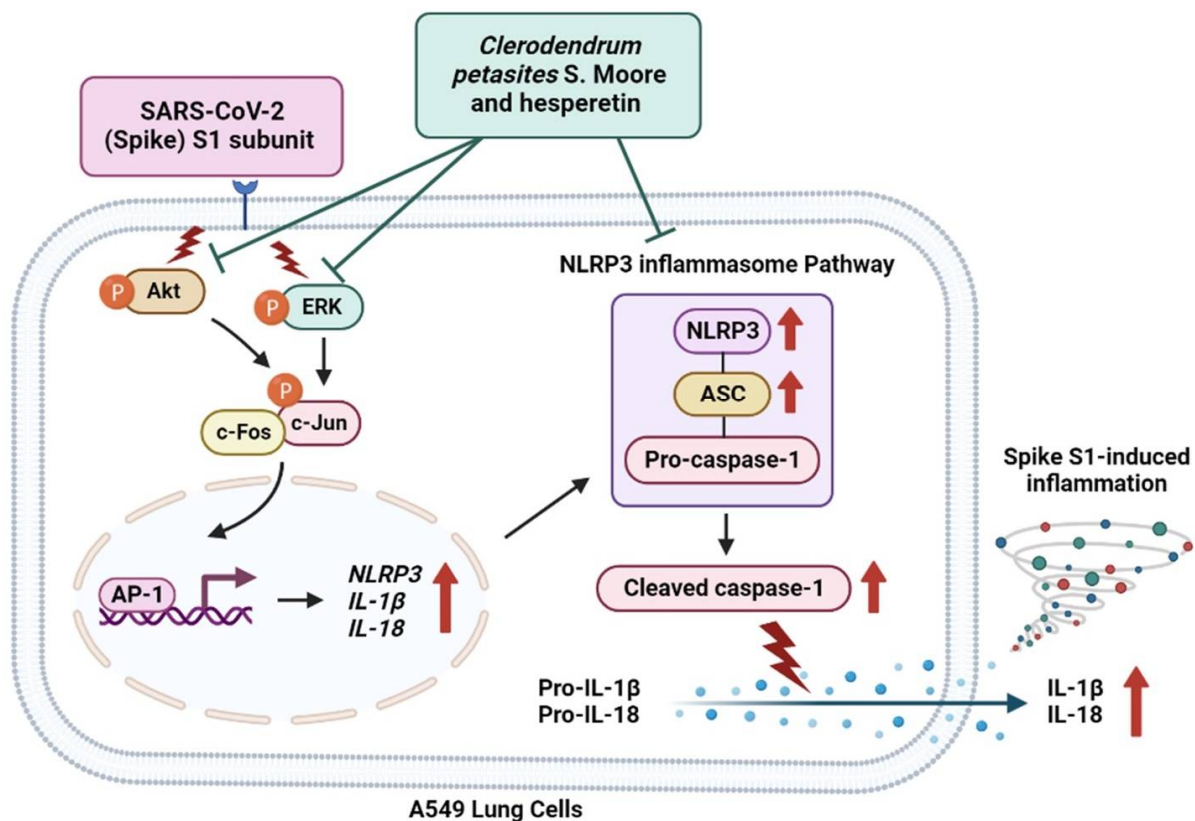 Clerodendrum
petasites S. Moore
and hesperetin
SARS-CoV-2
(Spike) S1 subunit
NLRP3 inflammasome Pathway
P
Akt
P
ERK
NLRP3
ASC
Pro-caspase-1
P
c-Fos
c-Jun
Spike S1-induced
inflammation
AP-1
NLRP3
IL-1β
IL-18
Cleaved caspase-1
Pro-IL-1β
Pro-IL-18
IL-1β
IL-18
A549 Lung Cells